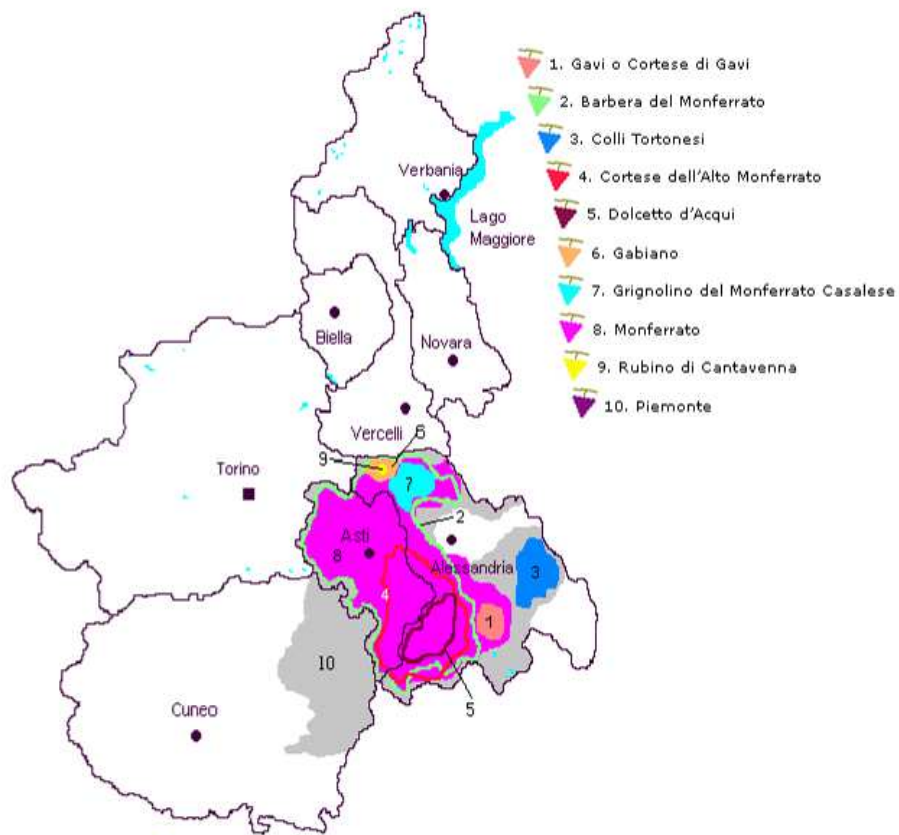 1. Gavi o Cortese di Gavi
2. Barbera del Monferrato
3. Colli Tortonesi
4. Cortese dell'Alto Monferrato
5. Dolcetto d'Acqui
6. Gabiano
7. Grignolino del Monferrato Casalese
8. Monferrato
9. Rubino di Cantavenna
10. Piemonte
Verbania
Lago
Maggiore
Biella
Novara
Vercelli
6
9
Torino
7
2
Asti
8
Alessandria
3
4
1
10
5
Cuneo